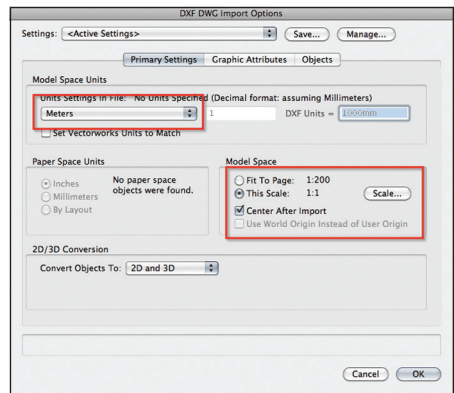 DXF DWG Import Options
Settings: <Active Settings> Save... Manage...
Primary Settings Graphic Attributes Objects
Model Space Units
Units Settings in File: No Units Specified (Decimal format: assuming Millimeters)
Meters 1 DXF Units = 1000mm
Set Vectorworks Units to Match
Paper Space Units
Inches
Millimeters
By Layout
No paper space
objects were found.
Model Space
Fit To Page: 1:200
This Scale: 1:1 Scale...
Center After Import
Use World Origin Instead of User Origin
2D/3D Conversion
Convert Objects To: 2D and 3D
Cancel OK